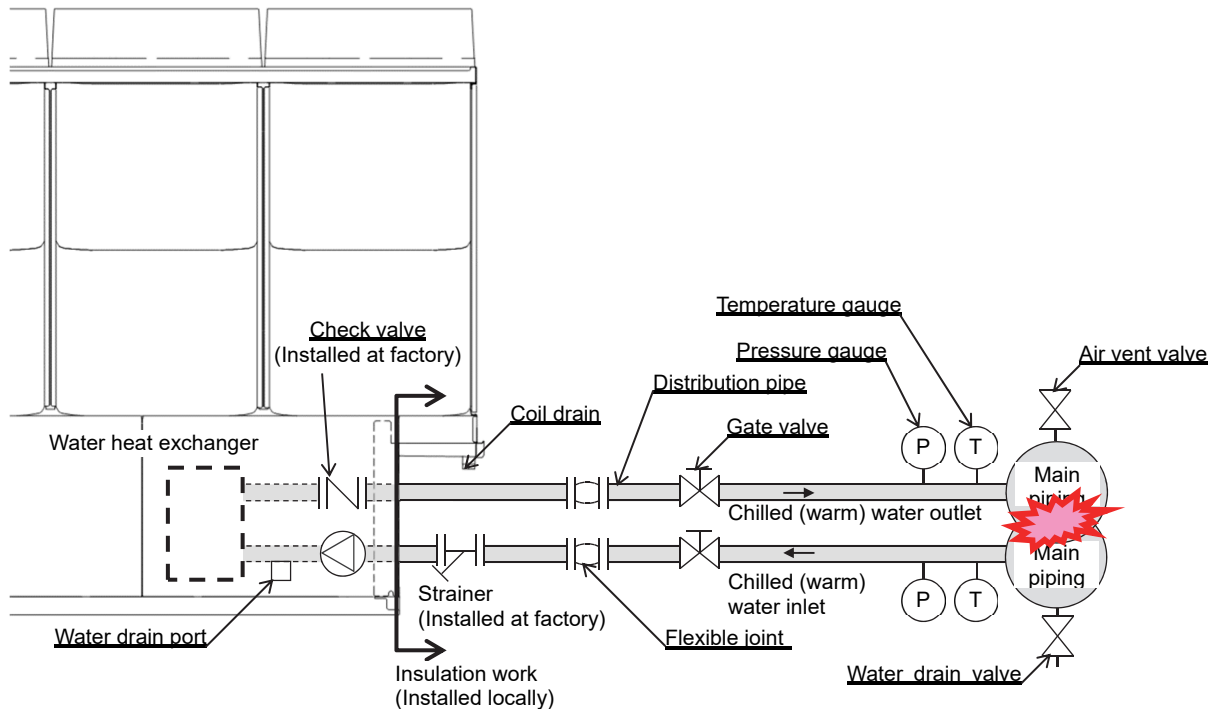 Temperature gauge
Check valve
(Installed at factory)
Pressure gauge
Air vent valve
Distribution pipe
Coil drain
Gate valve
Water heat exchanger
P
T
Main
piping
Chilled (warm) water outlet
Main
piping
Chilled (warm)
water inlet
P
T
Strainer
(Installed at factory)
Water drain port
Flexible joint
Insulation work
(Installed locally)
Water drain valve